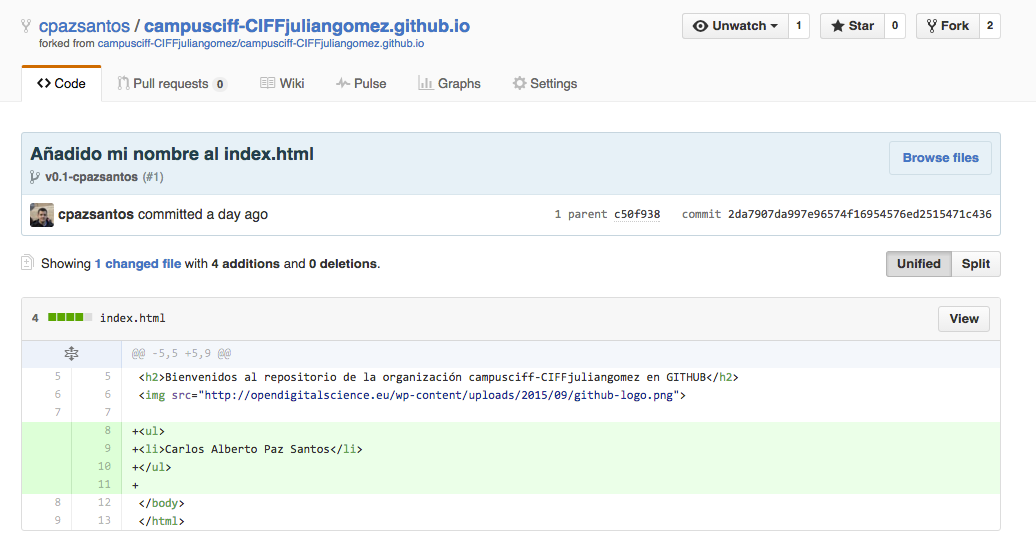 cpazsantos / campusciff-CIFFjuliangomez.github.io
Unwatch 1 Star 0 Fork 2
forked from campusciff-CIFFjuliangomez/campusciff-CIFFjuliangomez.github.io
Code Pull requests 0 Wiki Pulse Graphs Settings
Añadido mi nombre al index.html
Browse files
v0.1-cpazsantos (#1)
cpazsantos committed a day ago 1 parent c50f938 commit 2da7907da997e96574f16954576ed2515471c436
Showing 1 changed file with 4 additions and 0 deletions. Unified Split
4 index.html View
@@ -5,5 +5,9 @@
5 5 <h2>Bienvenidos al repositorio de la organización campusciff-CIFFjuliangomez en GITHUB</h2>
6 6 <img src="http://opendigitalscience.eu/wp-content/uploads/2015/09/github-logo.png">
7 7
8 +<ul>
9 +<li>Carlos Alberto Paz Santos</li>
10 +</ul>
11 +
8 12 </body>
9 13 </html>